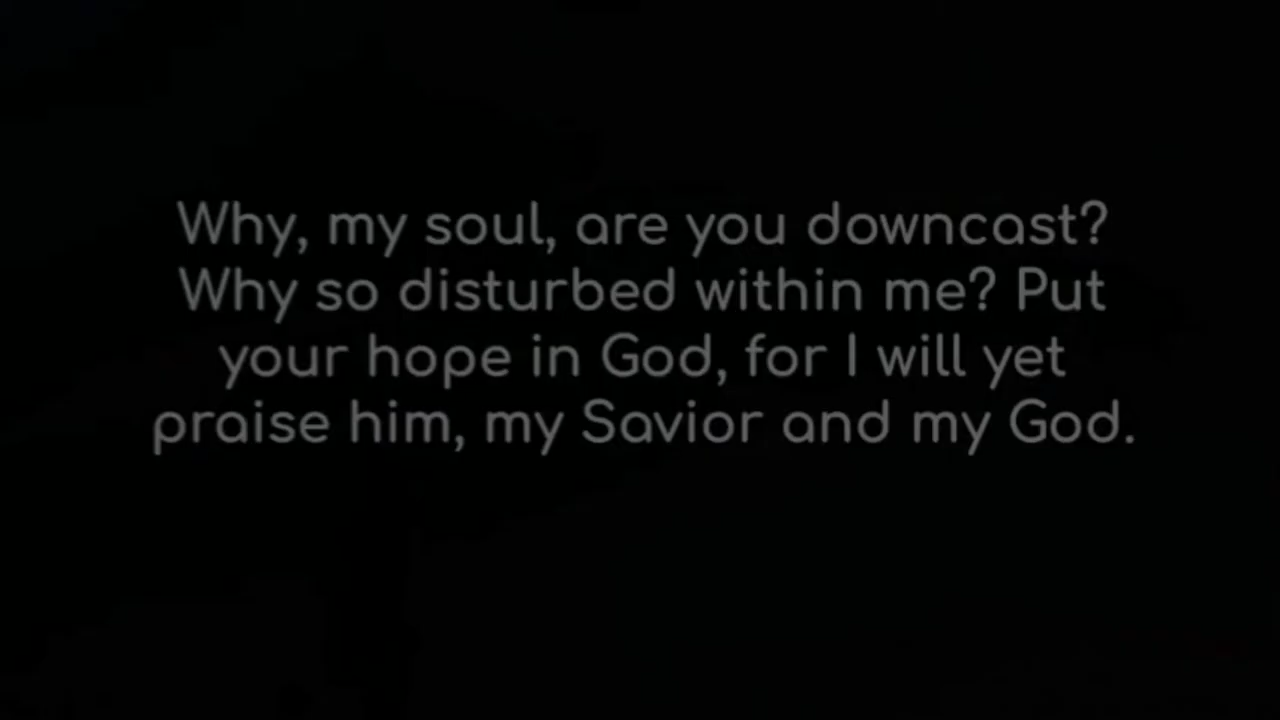 Why, my soul, are you downcast?
Why so disturbed within me? Put
your hope in God, for I will yet
praise him, my Savior and my God.